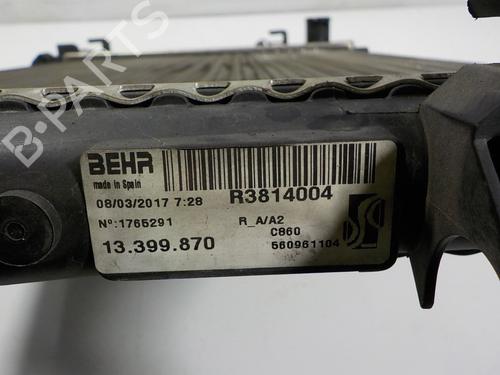 B-PARTS
BEHR
made in Spain
08/03/2017 7:28 R3814004
Nº:1765291 R_A/A2
C860
13.399.870 560961104